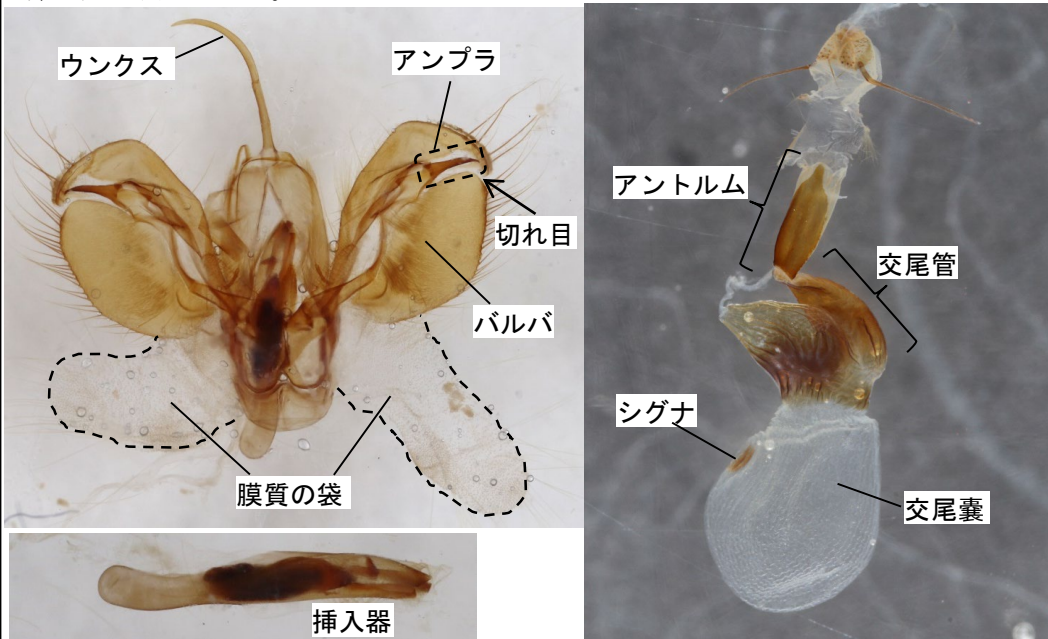 ウンクス
アンプラ
切れ目
バルバ
膜質の袋
挿入器
アントルム
交尾管
シグナ
交尾嚢